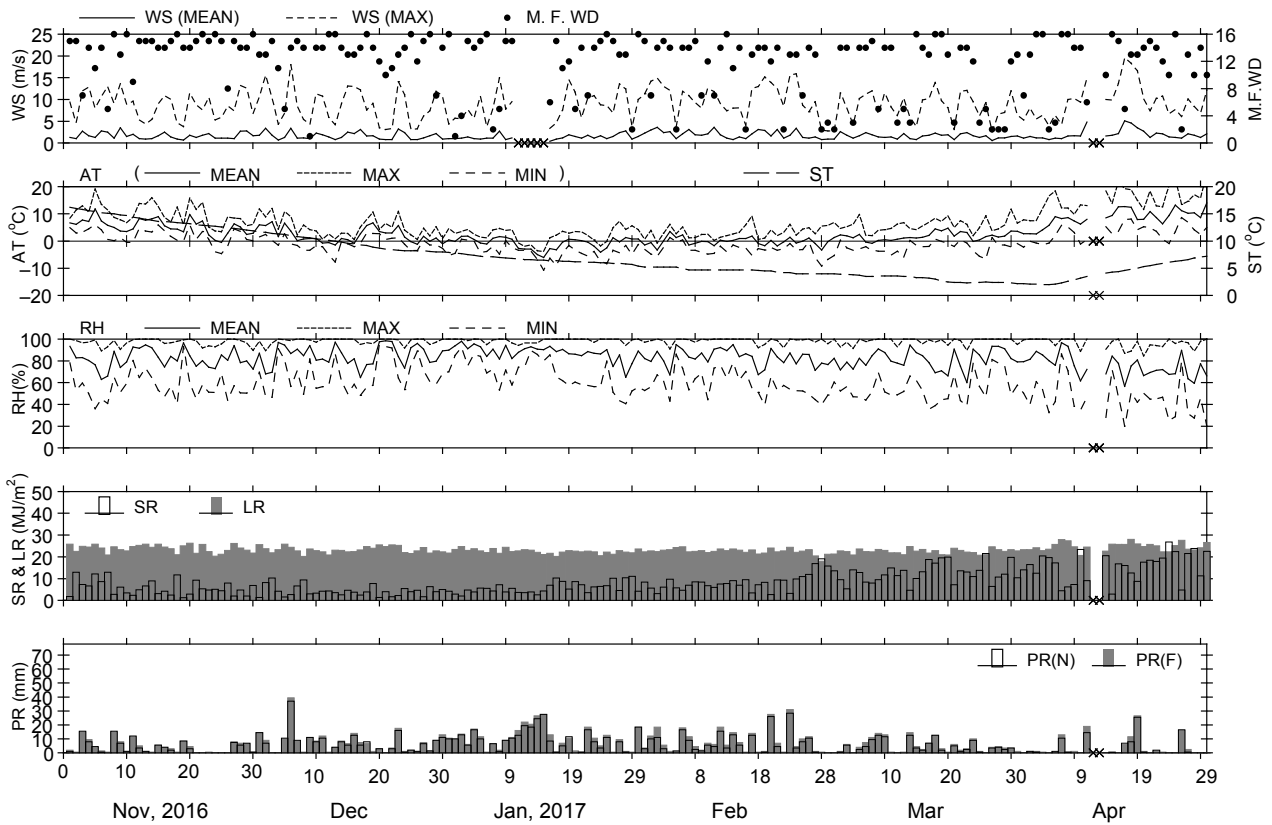 WS (MEAN) WS (MAX) M. F. WD
25 20 15 10 5 0
WS (m/s)
16 12 8 4 0
M.F.WD
AT ( MEAN MAX MIN ) ST
20 10 0 –10 –20
AT (°C)
20 15 10 5 0
ST (°C)
RH MEAN MAX MIN
100 80 60 40 20 0
RH(%)
SR LR
50 40 30 20 10 0
SR & LR (MJ/m²)
PR(N) PR(F)
70 60 50 40 30 20 10 0
PR (mm)
0 10 20 30 10 20 30 9 19 29 8 18 28 10 20 30 9 19 29
Nov, 2016 Dec Jan, 2017 Feb Mar Apr